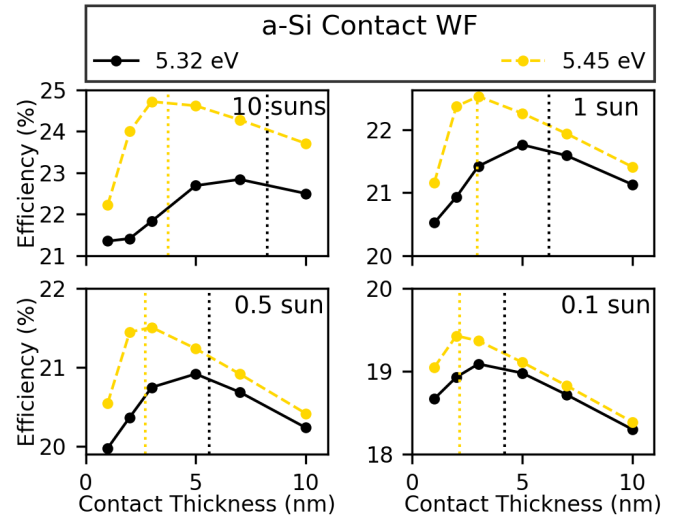 a-Si Contact WF
5.32 eV 5.45 eV
Efficiency (%)
25
24
23
22
21
10 suns
22
21
20
1 sun
Efficiency (%)
22
21
20
0.5 sun
0 5 10
Contact Thickness (nm)
20
19
18
0.1 sun
0 5 10
Contact Thickness (nm)